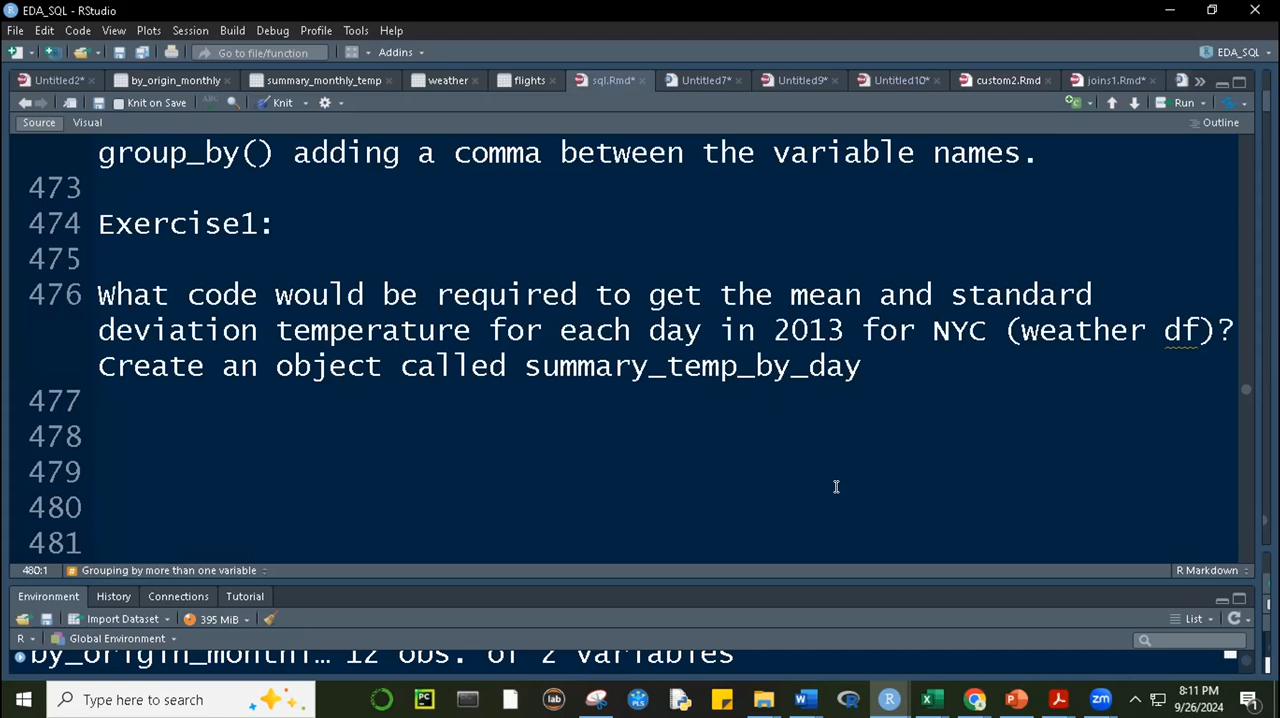 EDA_SQL - RStudio
File Edit Code View Plots Session Build Debug Profile Tools Help
Go to file/function Addins EDA_SQL
Untitled2* by_origin_monthly summary_monthly_temp weather flights sql.Rmd* Untitled7* Untitled9* Untitled10* custom2.Rmd joins1.Rmd*
Knit on Save Knit Run
Source Visual Outline
group_by() adding a comma between the variable names.
473
474 Exercise1:
475
476 What code would be required to get the mean and standard
deviation temperature for each day in 2013 for NYC (weather df)?
Create an object called summary_temp_by_day
477
478
479
480
481
480:1 # Grouping by more than one variable R Markdown
Environment History Connections Tutorial
Import Dataset 395 MiB List
R Global Environment
by_origin_monthl… 12 obs. of 2 variables
Type here to search
8:11 PM
9/26/2024